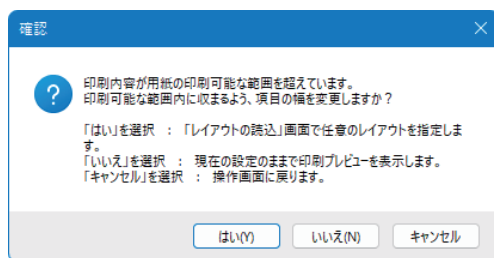 確認
印刷内容が用紙の印刷可能な範囲を超えています。
印刷可能な範囲内に収まるよう、項目の幅を変更しますか？
「はい」を選択 ： 「レイアウトの読込」画面で任意のレイアウトを指定しま
す。
「いいえ」を選択 ： 現在の設定のままで印刷プレビューを表示します。
「キャンセル」を選択 ： 操作画面に戻ります。
はい(Y) いいえ(N) キャンセル